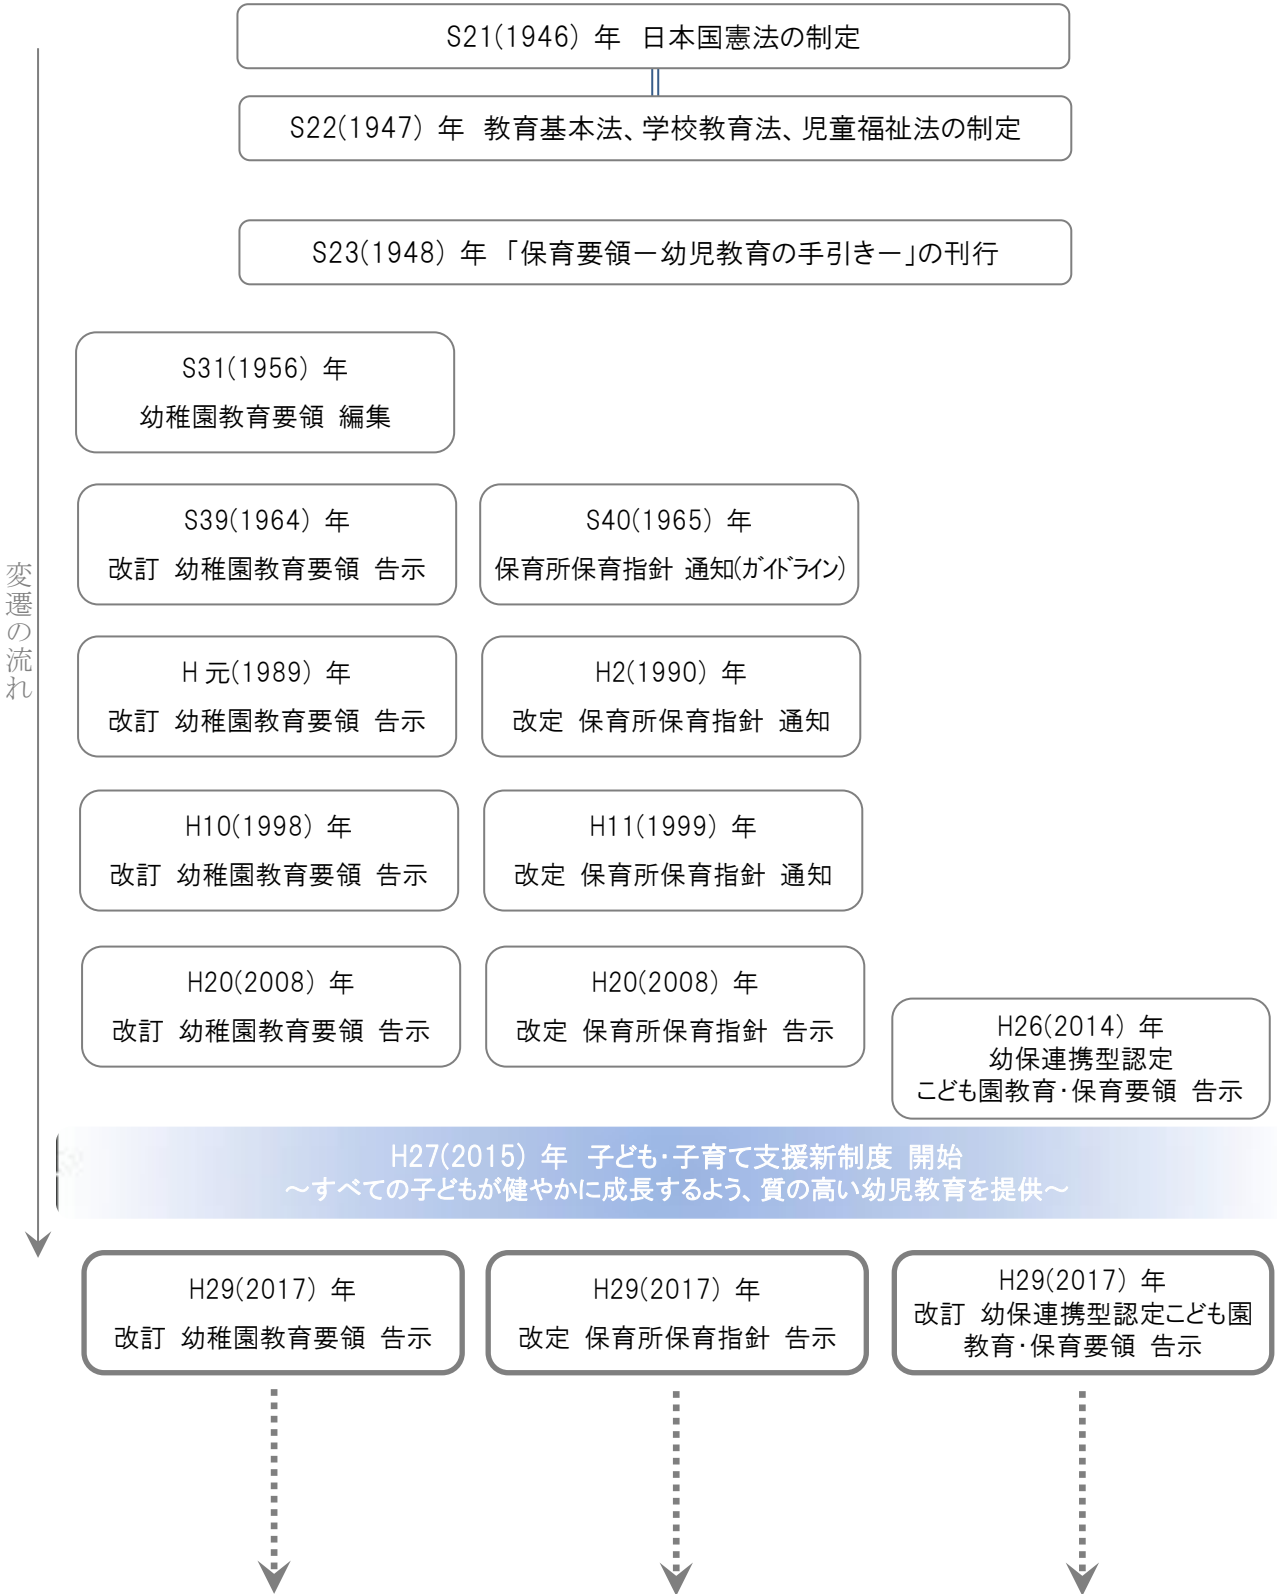 S21(1946) 年 日本国憲法の制定
S22(1947) 年 教育基本法、学校教育法、児童福祉法の制定
S23(1948) 年 「保育要領ー幼児教育の手引きー」の刊行
変遷の流れ
S31(1956) 年
幼稚園教育要領 編集
S39(1964) 年
改訂 幼稚園教育要領 告示
S40(1965) 年
保育所保育指針 通知(ｶﾞｲﾄﾞﾗｲﾝ)
H元(1989) 年
改訂 幼稚園教育要領 告示
H2(1990) 年
改定 保育所保育指針 通知
H10(1998) 年
改訂 幼稚園教育要領 告示
H11(1999) 年
改定 保育所保育指針 通知
H20(2008) 年
改訂 幼稚園教育要領 告示
H20(2008) 年
改定 保育所保育指針 告示
H26(2014) 年
幼保連携型認定
こども園教育･保育要領 告示
H27(2015) 年 子ども･子育て支援新制度 開始
～すべての子どもが健やかに成長するよう、質の高い幼児教育を提供～
H29(2017) 年
改訂 幼稚園教育要領 告示
H29(2017) 年
改定 保育所保育指針 告示
H29(2017) 年
改訂 幼保連携型認定こども園
教育･保育要領 告示